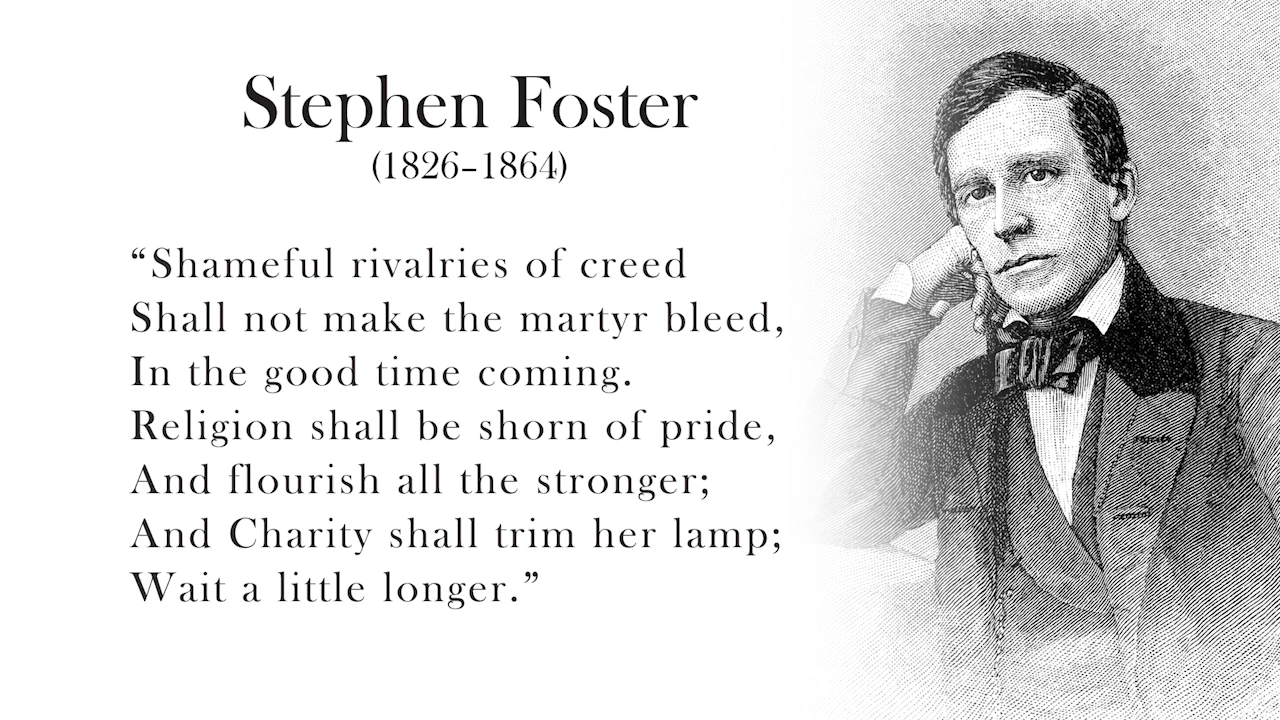 Stephen Foster
(1826–1864)
“Shameful rivalries of creed
Shall not make the martyr bleed,
In the good time coming.
Religion shall be shorn of pride,
And flourish all the stronger;
And Charity shall trim her lamp;
Wait a little longer.”